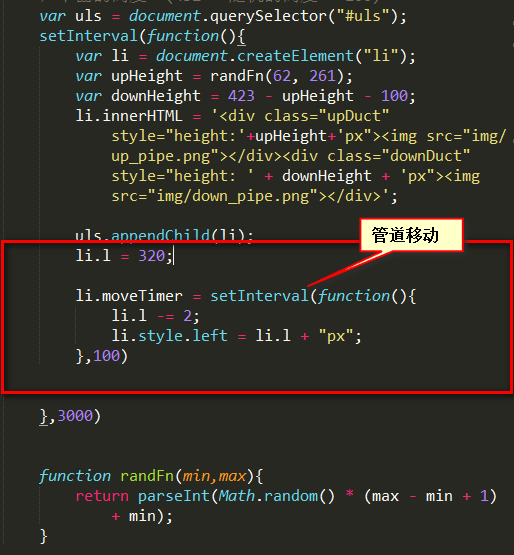 var uls = document.querySelector("#uls");
setInterval(function(){
var li = document.createElement("li");
var upHeight = randFn(62, 261);
var downHeight = 423 - upHeight - 100;
li.innerHTML = '<div class="upDuct"
style="height:'+upHeight+'px"><img src="img/
up_pipe.png"></div><div class="downDuct"
style="height: ' + downHeight + 'px"><img
src="img/down_pipe.png"></div>';
uls.appendChild(li);
管道移动
li.l = 320;
li.moveTimer = setInterval(function(){
li.l -= 2;
li.style.left = li.l + "px";
},100)
},3000)
function randFn(min,max){
return parseInt(Math.random() * (max - min + 1)
+ min);
}